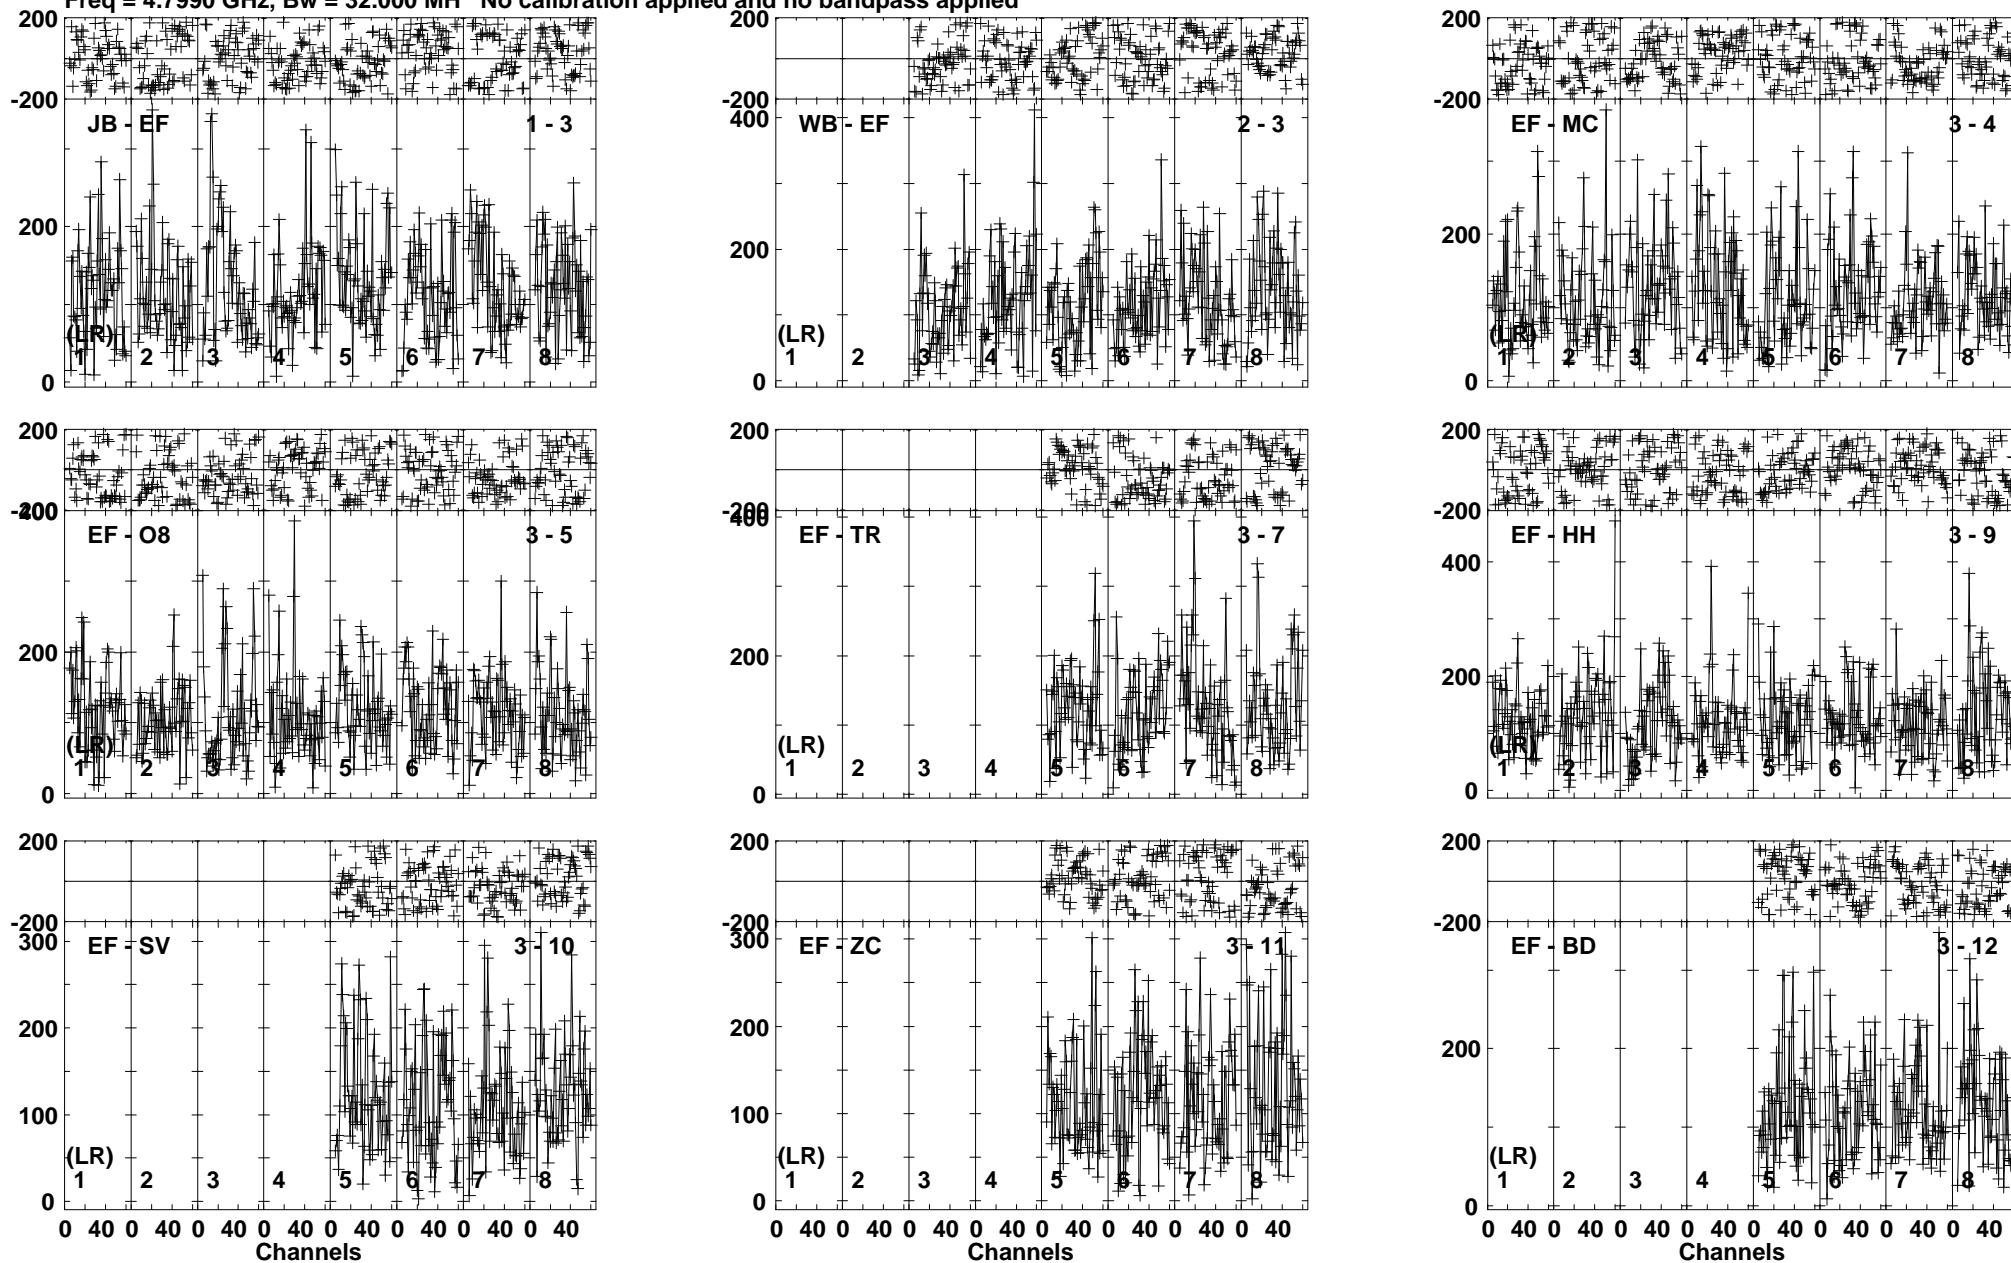 Freq = 4.7990 GHz, Bw = 32.000 MH No calibration applied and no bandpass applied
200 200 200
-200 -200 -200
JB - EF 1 - 3 400 WB - EF 2 - 3 EF - MC 3 - 4
200 200 200
(LR) (LR) (LR)
1 2 3 4 5 6 7 8 1 2 3 4 5 6 7 8 1 2 3 4 5 6 7 8
0 0 0
200 200 200
-200 -200 -200
400 EF - O8 3 - 5 400 EF - TR 3 - 7 EF - HH 3 - 9
400
200 200 200
(LR) (LR) (LR)
1 2 3 4 5 6 7 8 1 2 3 4 5 6 7 8 1 2 3 4 5 6 7 8
0 0 0
200 200 200
-200 -200 -200
300 EF - SV 3 - 10 300 EF - ZC 3 - 11 EF - BD 3 - 12
200 200 200
100 100
(LR) (LR) (LR)
1 2 3 4 5 6 7 8 1 2 3 4 5 6 7 8 1 2 3 4 5 6 7 8
0 0 0
0 40 0 40 0 40 0 40 0 40 0 40 0 40 0 40 0 40 0 40 0 40 0 40 0 40 0 40 0 40 0 40 0 40 0 40 0 40 0 40 0 40 0 40 0 40 0 40
Channels Channels Channels